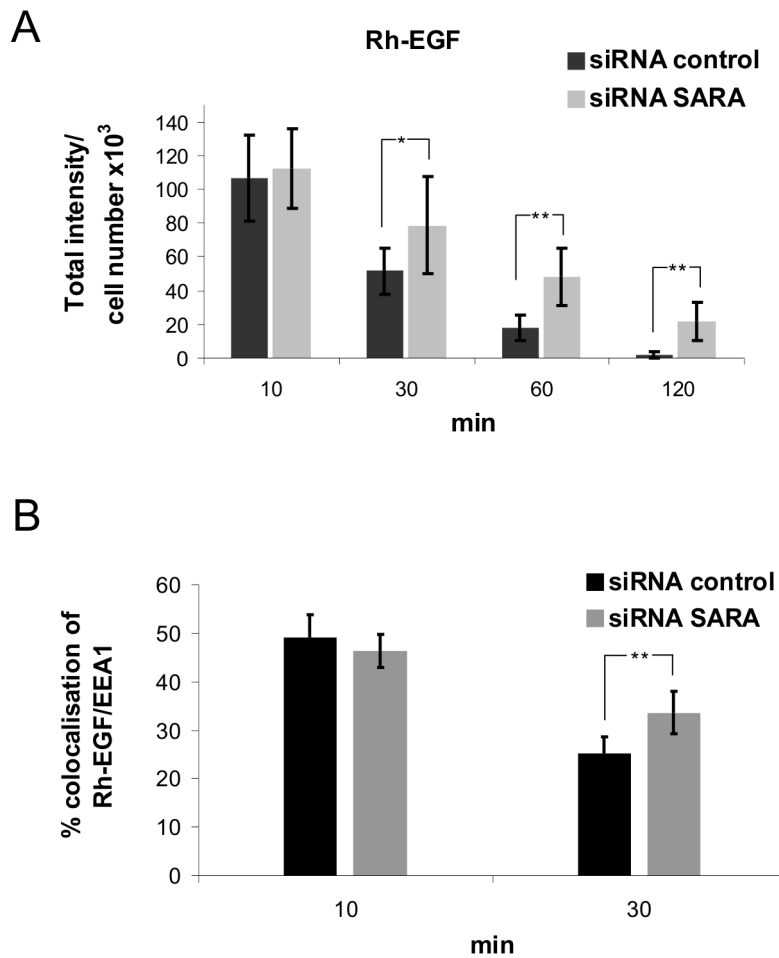 A
Rh-EGF
siRNA control
siRNA SARA
Total intensity/
cell number x10³
140
120
100
80
60
40
20
0
*
**
**
10
30
60
120
min
B
siRNA control
siRNA SARA
% colocalisation of
Rh-EGF/EEA1
60
50
40
30
20
10
0
**
10
30
min